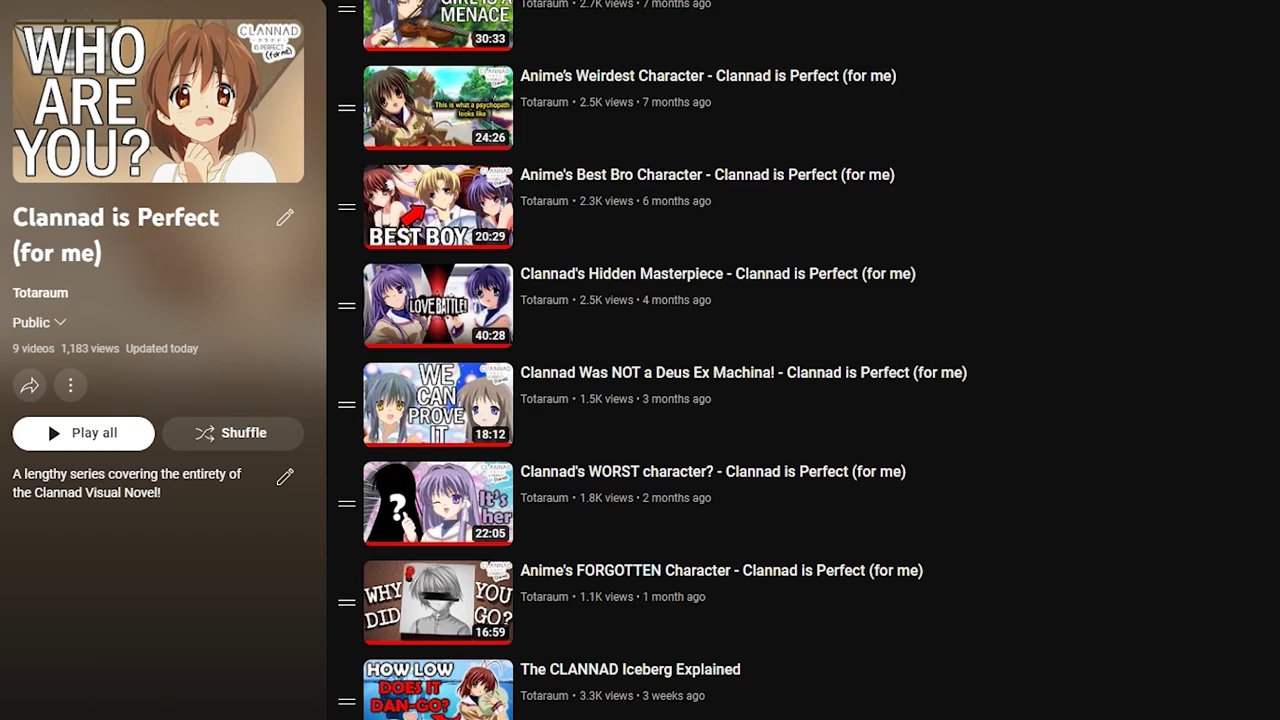 WHO
ARE
YOU?
CLANNAD
IS PERFECT
(for me)
Clannad is Perfect
(for me)
Totaraum
Public
9 videos 1,183 views Updated today
Play all
Shuffle
A lengthy series covering the entirety of
the Clannad Visual Novel!
GIRL IS A
MENACE
30:33
Totaraum • 2.7K views • 7 months ago
This is what a psychopath
looks like
24:26
Anime's Weirdest Character - Clannad is Perfect (for me)
Totaraum • 2.5K views • 7 months ago
BEST BOY
20:29
Anime's Best Bro Character - Clannad is Perfect (for me)
Totaraum • 2.3K views • 6 months ago
LOVE BATTLE!
40:28
Clannad's Hidden Masterpiece - Clannad is Perfect (for me)
Totaraum • 2.5K views • 4 months ago
WE
CAN
PROVE
IT
18:12
Clannad Was NOT a Deus Ex Machina! - Clannad is Perfect (for me)
Totaraum • 1.5K views • 3 months ago
?
It's
her
22:05
Clannad's WORST character? - Clannad is Perfect (for me)
Totaraum • 1.8K views • 2 months ago
WHY YOU
DID GO?
16:59
Anime's FORGOTTEN Character - Clannad is Perfect (for me)
Totaraum • 1.1K views • 1 month ago
HOW LOW
DOES IT
DAN-GO?
The CLANNAD Iceberg Explained
Totaraum • 3.3K views • 3 weeks ago